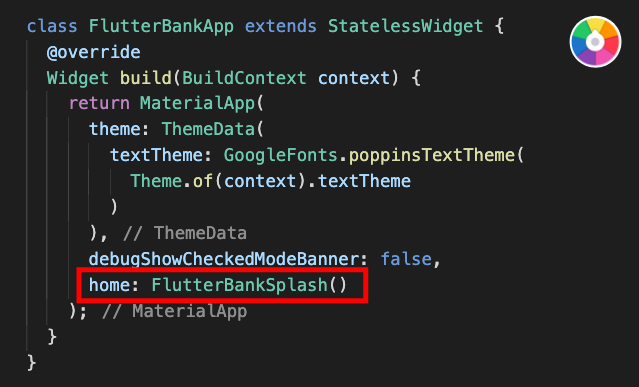 class FlutterBankApp extends StatelessWidget {
@override
Widget build(BuildContext context) {
return MaterialApp(
theme: ThemeData(
textTheme: GoogleFonts.poppinsTextTheme(
Theme.of(context).textTheme
)
), // ThemeData
debugShowCheckedModeBanner: false,
home: FlutterBankSplash()
); // MaterialApp
}
}